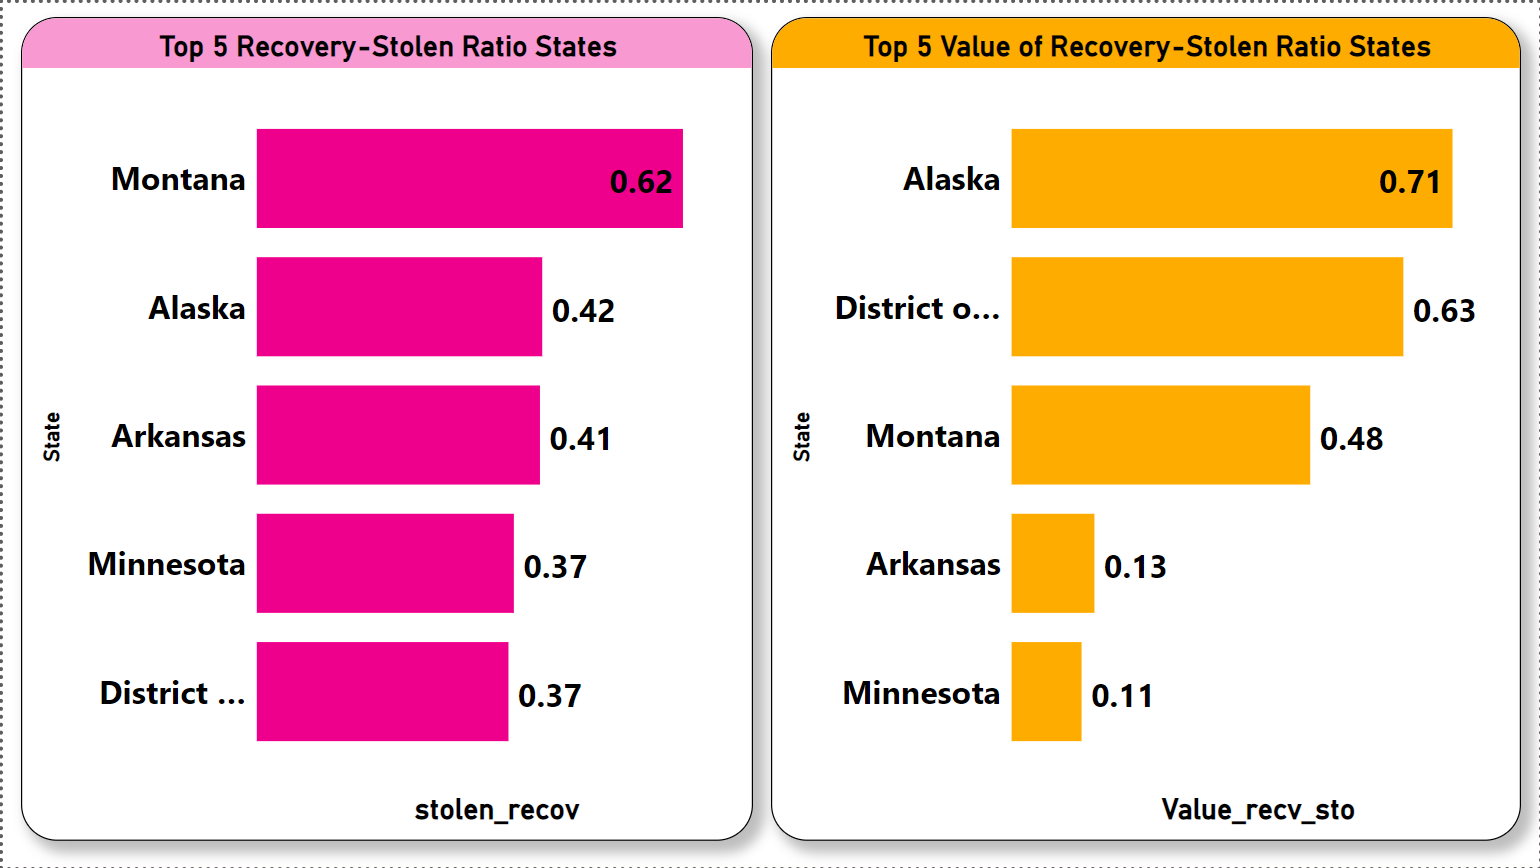 Top 5 Recovery-Stolen Ratio States
State
Montana 0.62
Alaska 0.42
Arkansas 0.41
Minnesota 0.37
District ... 0.37
stolen_recov
Top 5 Value of Recovery-Stolen Ratio States
State
Alaska 0.71
District o... 0.63
Montana 0.48
Arkansas 0.13
Minnesota 0.11
Value_recv_sto